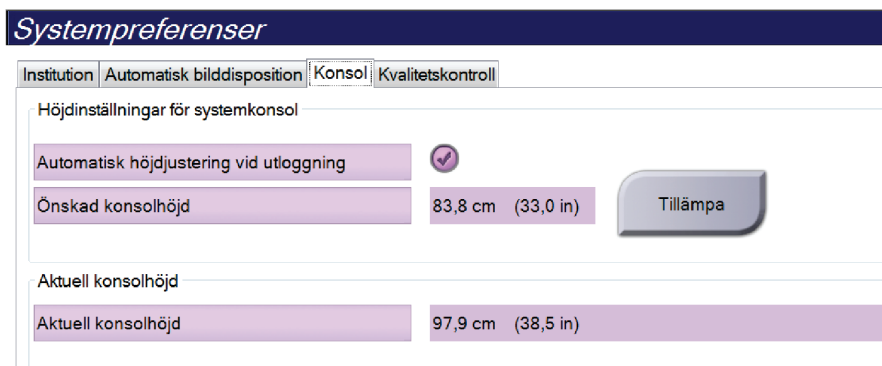 Systempreferenser
Institution Automatisk bilddisposition Konsol Kvalitetskontroll
Höjdinställningar för systemkonsol
Automatisk höjdjustering vid utloggning
Önskad konsolhöjd 83,8 cm (33,0 in) Tillämpa
Aktuell konsolhöjd
Aktuell konsolhöjd 97,9 cm (38,5 in)